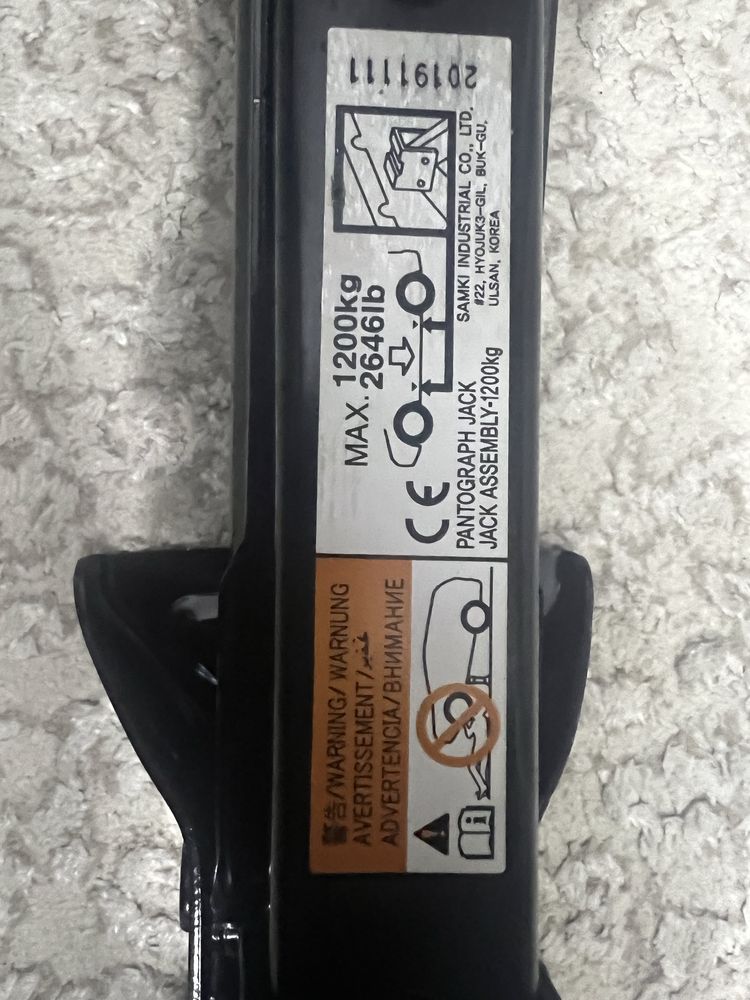 警告/WARNING/WARNUNG
AVERTISSEMENT/تحذير
ADVERTENCIA/ВНИМАНИЕ
MAX. 1200kg
2646lb
CE
PANTOGRAPH JACK
JACK ASSEMBLY-1200kg
SAMKI INDUSTRIAL CO., LTD.
#22, HYOJUK3-GIL, BUK-GU,
ULSAN, KOREA
20191111